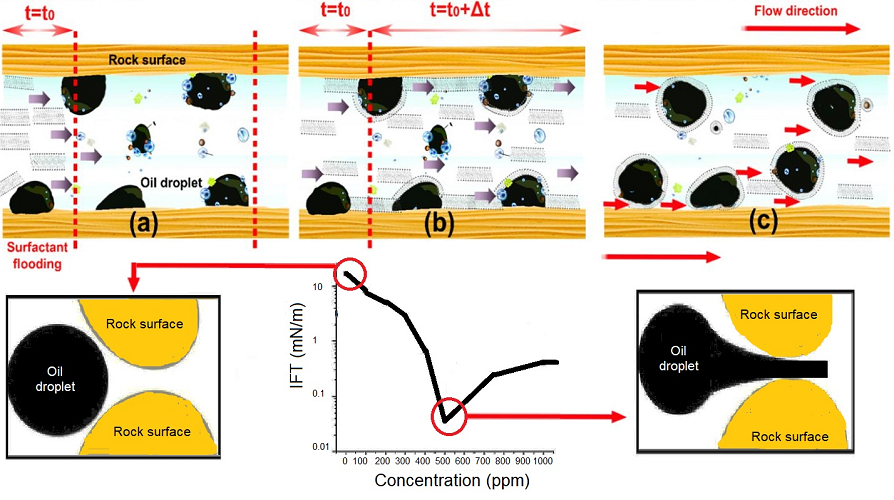 t=t₀
t=t₀
t=t₀+Δt
Flow direction
Rock surface
Oil droplet
(a)
(b)
(c)
Surfactant
flooding
Rock surface
Oil
droplet
Rock surface
IFT (mN/m)
10
1
0.1
0.01
0 100 200 300 400 500 600 700 800 900 1000
Concentration (ppm)
Rock surface
Oil
droplet
Rock surface